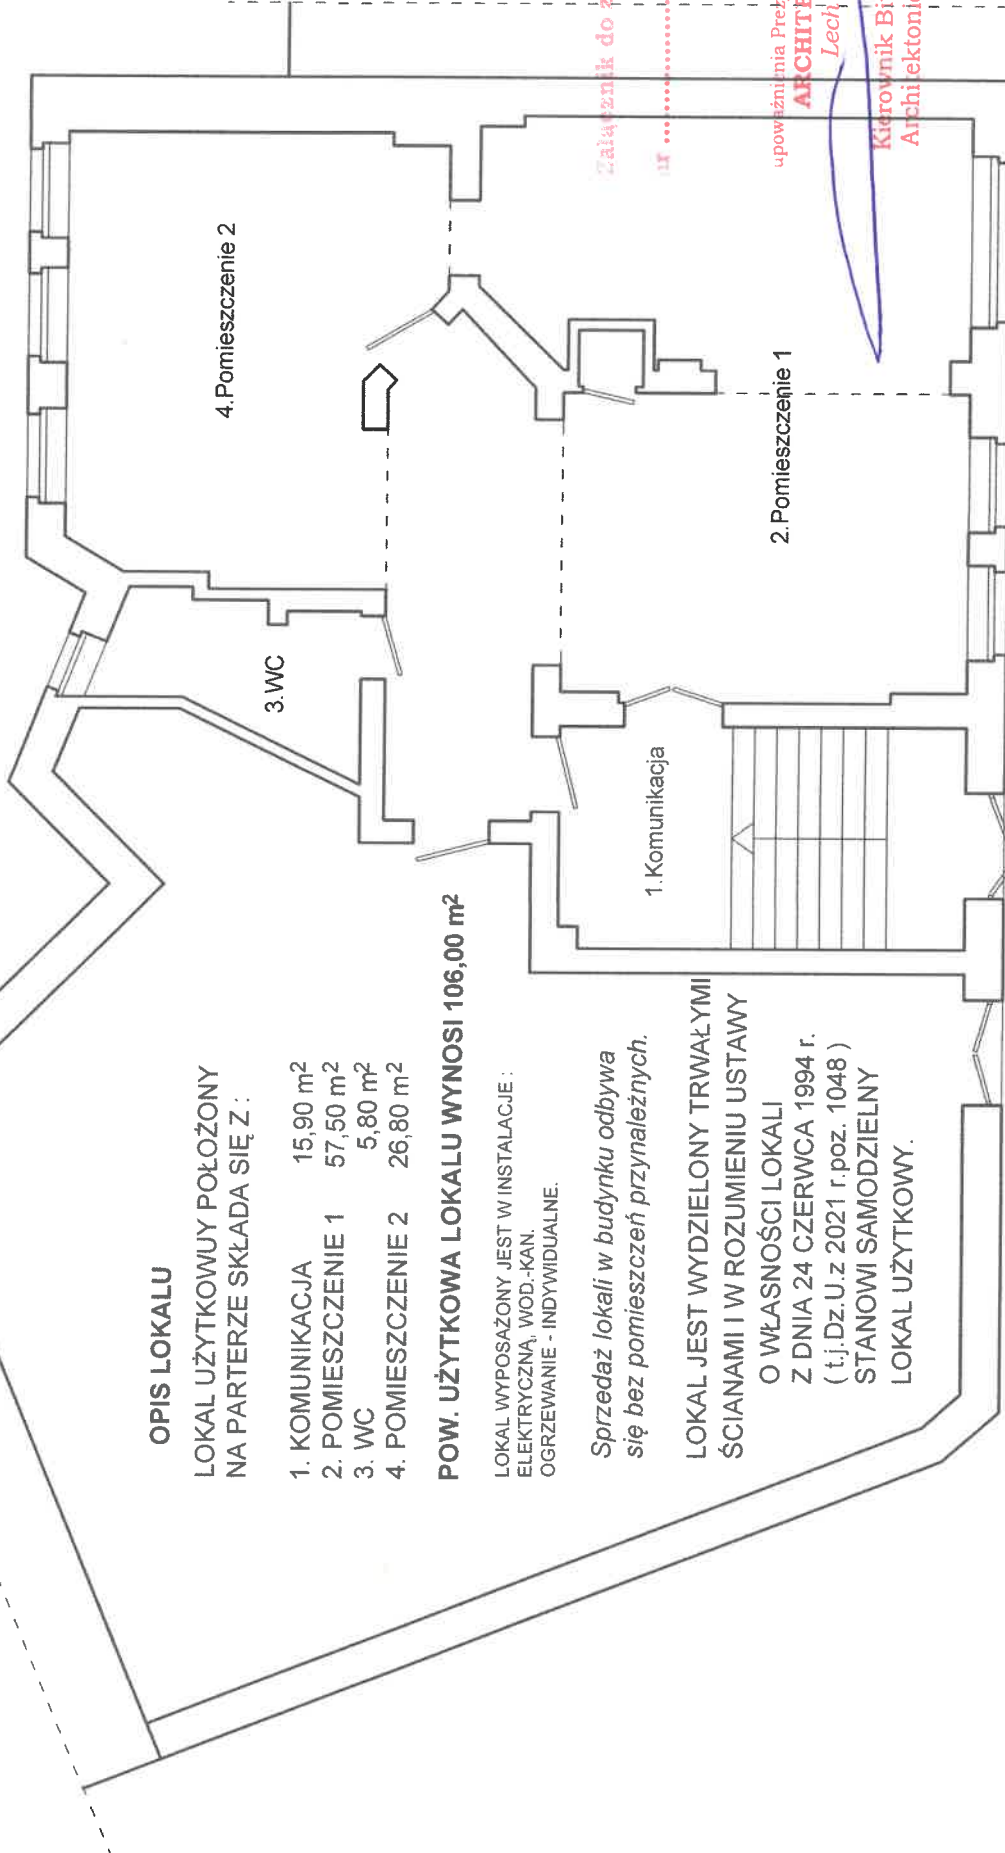 OPIS LOKALU
LOKAL UŻYTKOWUY POŁOŻONY
NA PARTERZE SKŁADA SIĘ Z :
1. KOMUNIKACJA 15,90 m²
2. POMIESZCZENIE 1 57,50 m²
3. WC 5,80 m²
4. POMIESZCZENIE 2 26,80 m²
POW. UŻYTKOWA LOKALU WYNOSI 106,00 m²
LOKAL WYPOSAŻONY JEST W INSTALACJE :
ELEKTRYCZNĄ, WOD.-KAN.
OGRZEWANIE - INDYWIDUALNE.
Sprzedaż lokali w budynku odbywa
się bez pomieszczeń przynależnych.
LOKAL JEST WYDZIELONY TRWAŁYMI
ŚCIANAMI I W ROZUMIENIU USTAWY
O WŁASNOŚCI LOKALI
Z DNIA 24 CZERWCA 1994 r.
( t.j.Dz.U.z 2021 r.poz. 1048 )
STANOWI SAMODZIELNY
LOKAL UŻYTKOWY.
1.Komunikacja
3.WC
2.Pomieszczenie 1
4.Pomieszczenie 2
Załącznik do
nr ..............
upoważnienia
ARCHITE
Lech
Kierownik
Architektoni